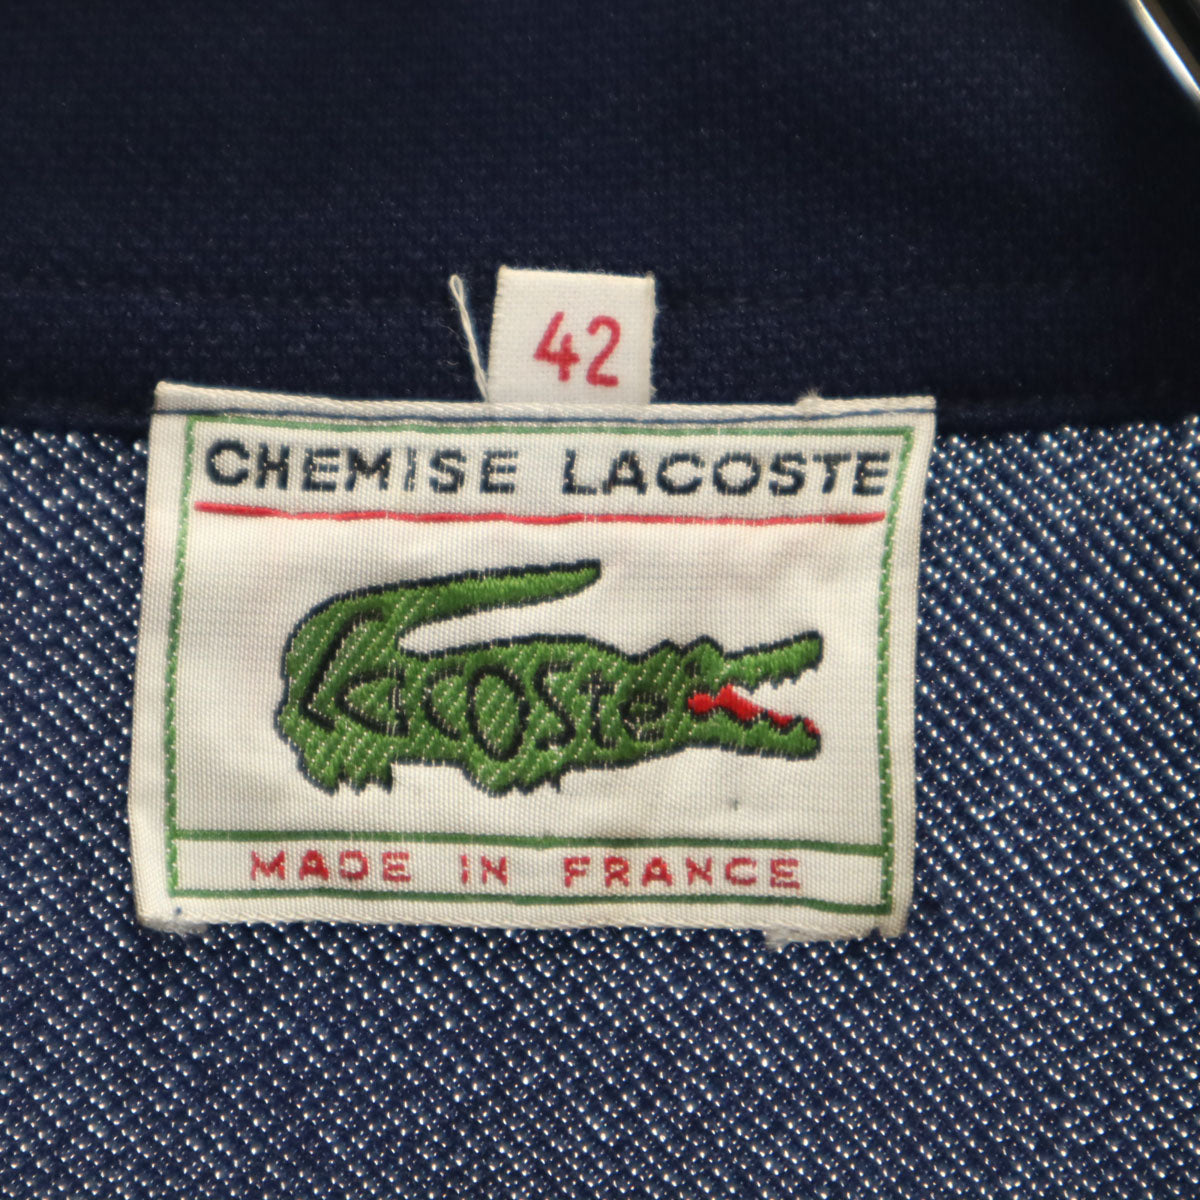 42
CHEMISE LACOSTE
Lacoste
MADE IN FRANCE